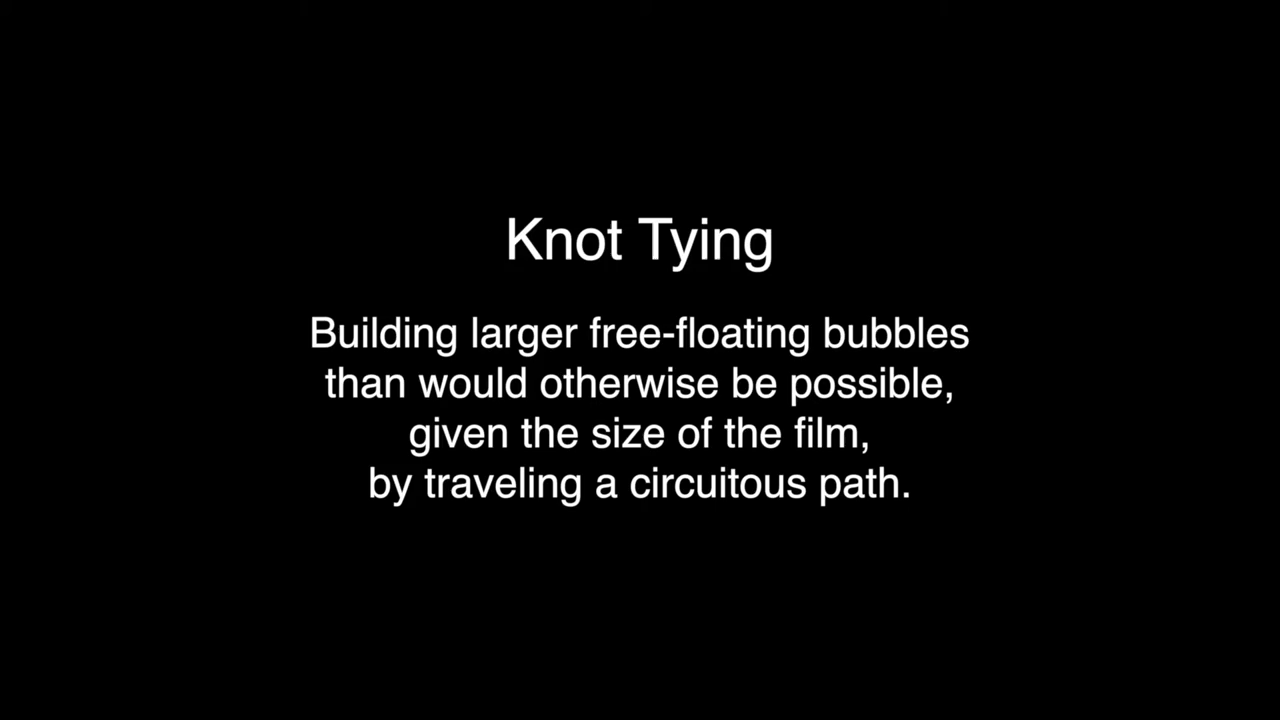 Knot Tying
Building larger free-floating bubbles
than would otherwise be possible,
given the size of the film,
by traveling a circuitous path.